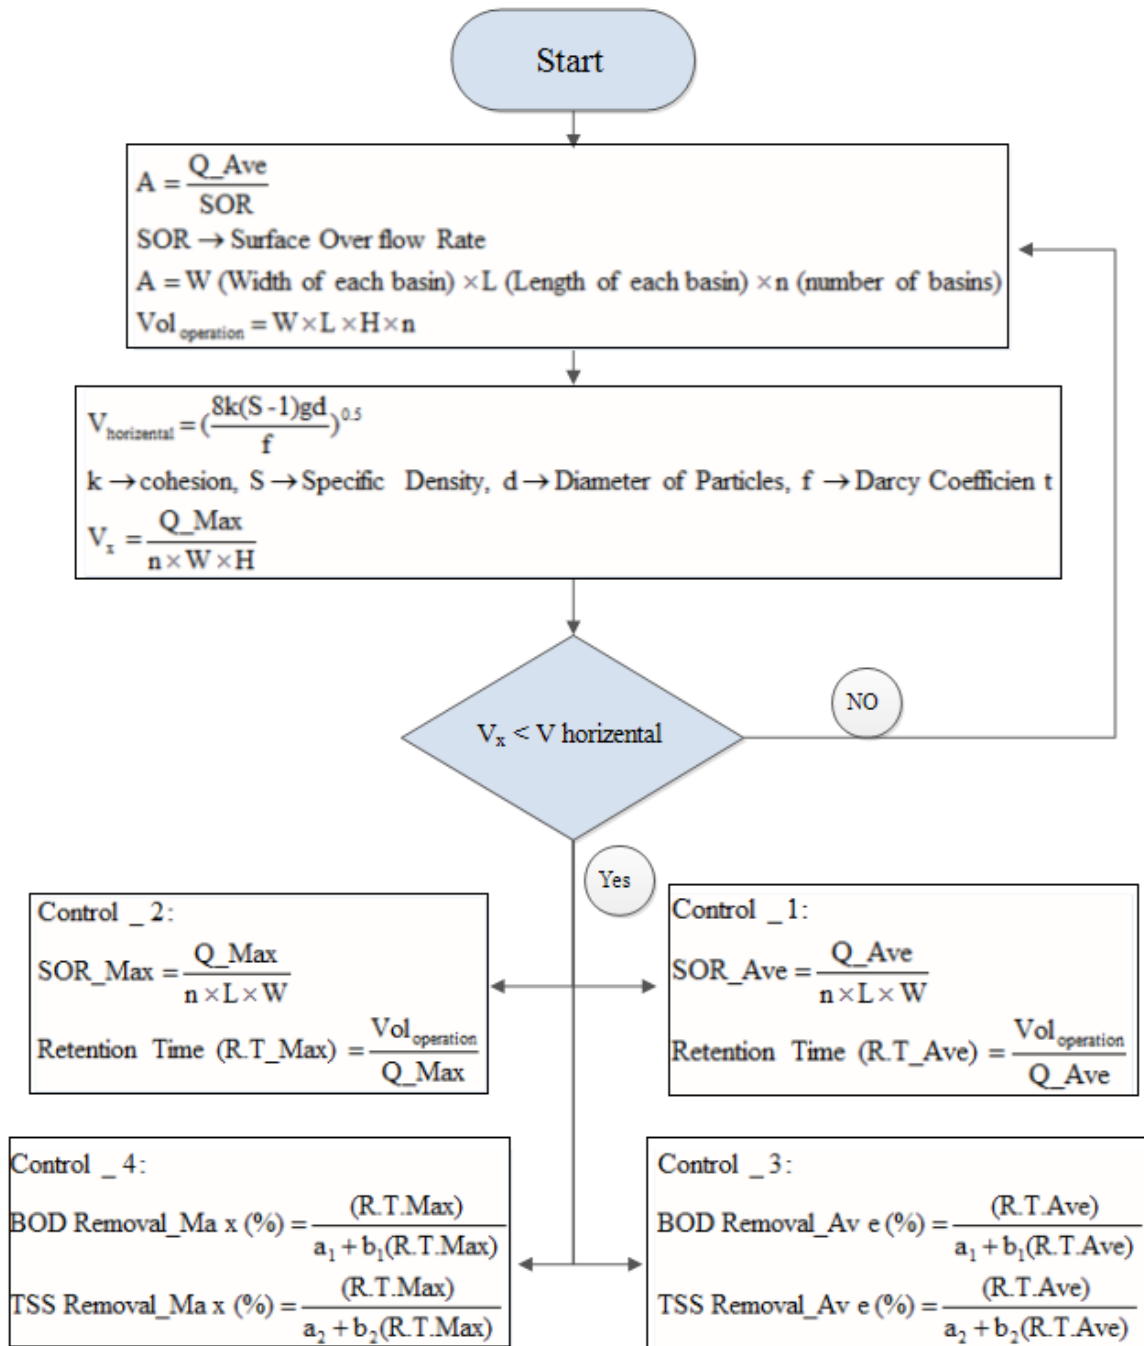 Start
A = Q_Ave / SOR
SOR → Surface Over flow Rate
A = W (Width of each basin) × L (Length of each basin) × n (number of basins)
Vol operation = W × L × H × n
V horizental = (8k(S - 1)gd / f)^0.5
k → cohesion, S → Specific Density, d → Diameter of Particles, f → Darcy Coefficien t
V_x = Q_Max / n × W × H
V_x < V horizental
NO
Yes
Control _ 2:
SOR_Max = Q_Max / n × L × W
Retention Time (R.T_Max) = Vol operation / Q_Max
Control _ 1:
SOR_Ave = Q_Ave / n × L × W
Retention Time (R.T_Ave) = Vol operation / Q_Ave
Control _ 4:
BOD Removal_Ma x (%) = (R.T.Max) / a₁ + b₁(R.T.Max)
TSS Removal_Ma x (%) = (R.T.Max) / a₂ + b₂(R.T.Max)
Control _ 3:
BOD Removal_Av e (%) = (R.T.Ave) / a₁ + b₁(R.T.Ave)
TSS Removal_Av e (%) = (R.T.Ave) / a₂ + b₂(R.T.Ave)